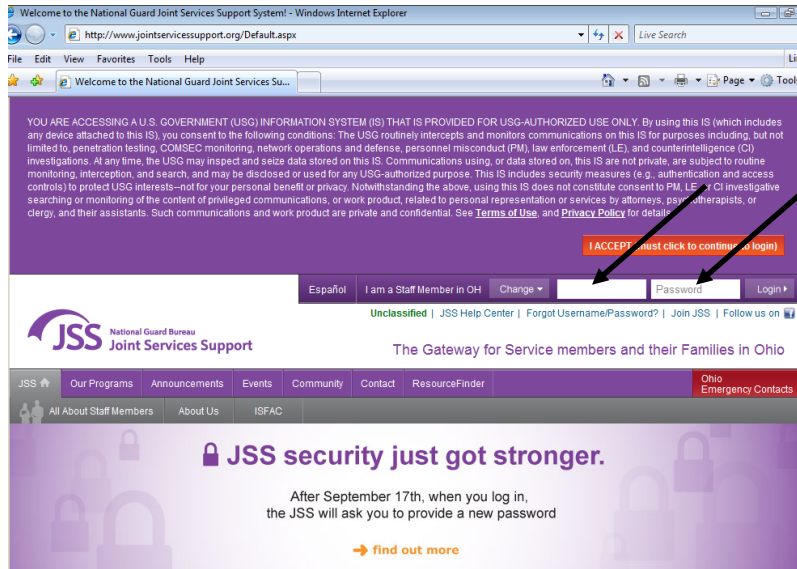 Welcome to the National Guard Joint Services Support System! - Windows Internet Explorer
http://www.jointservicessupport.org/Default.aspx
Live Search
File Edit View Favorites Tools Help
Welcome to the National Guard Joint Services Su...
Page
YOU ARE ACCESSING A U.S. GOVERNMENT (USG) INFORMATION SYSTEM (IS) THAT IS PROVIDED FOR USG-AUTHORIZED USE ONLY. By using this IS (which includes
any device attached to this IS), you consent to the following conditions: The USG routinely intercepts and monitors communications on this IS for purposes including, but not
limited to, penetration testing, COMSEC monitoring, network operations and defense, personnel misconduct (PM), law enforcement (LE), and counterintelligence (CI)
investigations. At any time, the USG may inspect and seize data stored on this IS. Communications using, or data stored on, this IS are not private, are subject to routine
monitoring, interception, and search, and may be disclosed or used for any USG-authorized purpose. This IS includes security measures (e.g., authentication and access
controls) to protect USG interests--not for your personal benefit or privacy. Notwithstanding the above, using this IS does not constitute consent to PM, LE or CI investigative
searching or monitoring of the content of privileged communications, or work product, related to personal representation or services by attorneys, psychotherapists, or
clergy, and their assistants. Such communications and work product are private and confidential. See Terms of Use, and Privacy Policy for details.
I ACCEPT (must click to continue to login)
Español I am a Staff Member in OH Change Password Login
Unclassified | JSS Help Center | Forgot Username/Password? | Join JSS | Follow us on
JSS National Guard Bureau
Joint Services Support
The Gateway for Service members and their Families in Ohio
JSS Our Programs Announcements Events Community Contact ResourceFinder
Ohio
Emergency Contacts
All About Staff Members About Us ISFAC
JSS security just got stronger.
After September 17th, when you log in,
the JSS will ask you to provide a new password
find out more